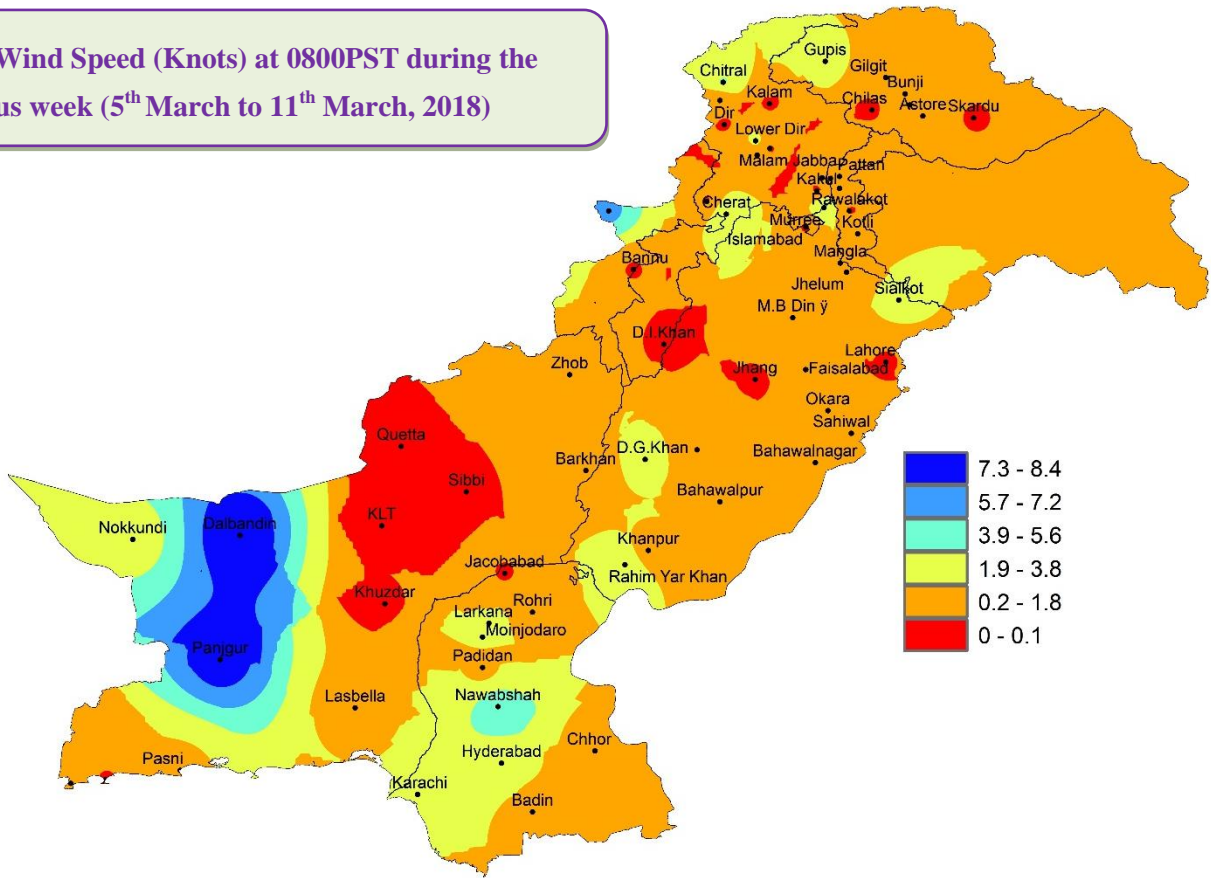 Wind Speed (Knots) at 0800PST during the
us week (5th March to 11th March, 2018)
Gupis
Chitral
Gilgit
Bunji
Kalam
Chilas
Astore
Skardu
Dir
Lower Dir
Malam Jabba
Pattan
Kakul
Cherat
Rawalakot
Murree
Kotli
Islamabad
Mangla
Bannu
Jhelum
Sialkot
M.B Din ÿ
D.I.Khan
Lahore
Zhob
Jhang
Faisalabad
Okara
Sahiwal
Quetta
D.G.Khan
Bahawalnagar
Barkhan
Sibbi
Bahawalpur
Nokkundi
Dalbandin
KLT
Khanpur
Jacobabad
Rahim Yar Khan
Khuzdar
Larkana
Rohri
Moinjodaro
Panjgur
Padidan
Lasbella
Nawabshah
Pasni
Hyderabad
Chhor
Karachi
Badin
7.3 - 8.4
5.7 - 7.2
3.9 - 5.6
1.9 - 3.8
0.2 - 1.8
0 - 0.1